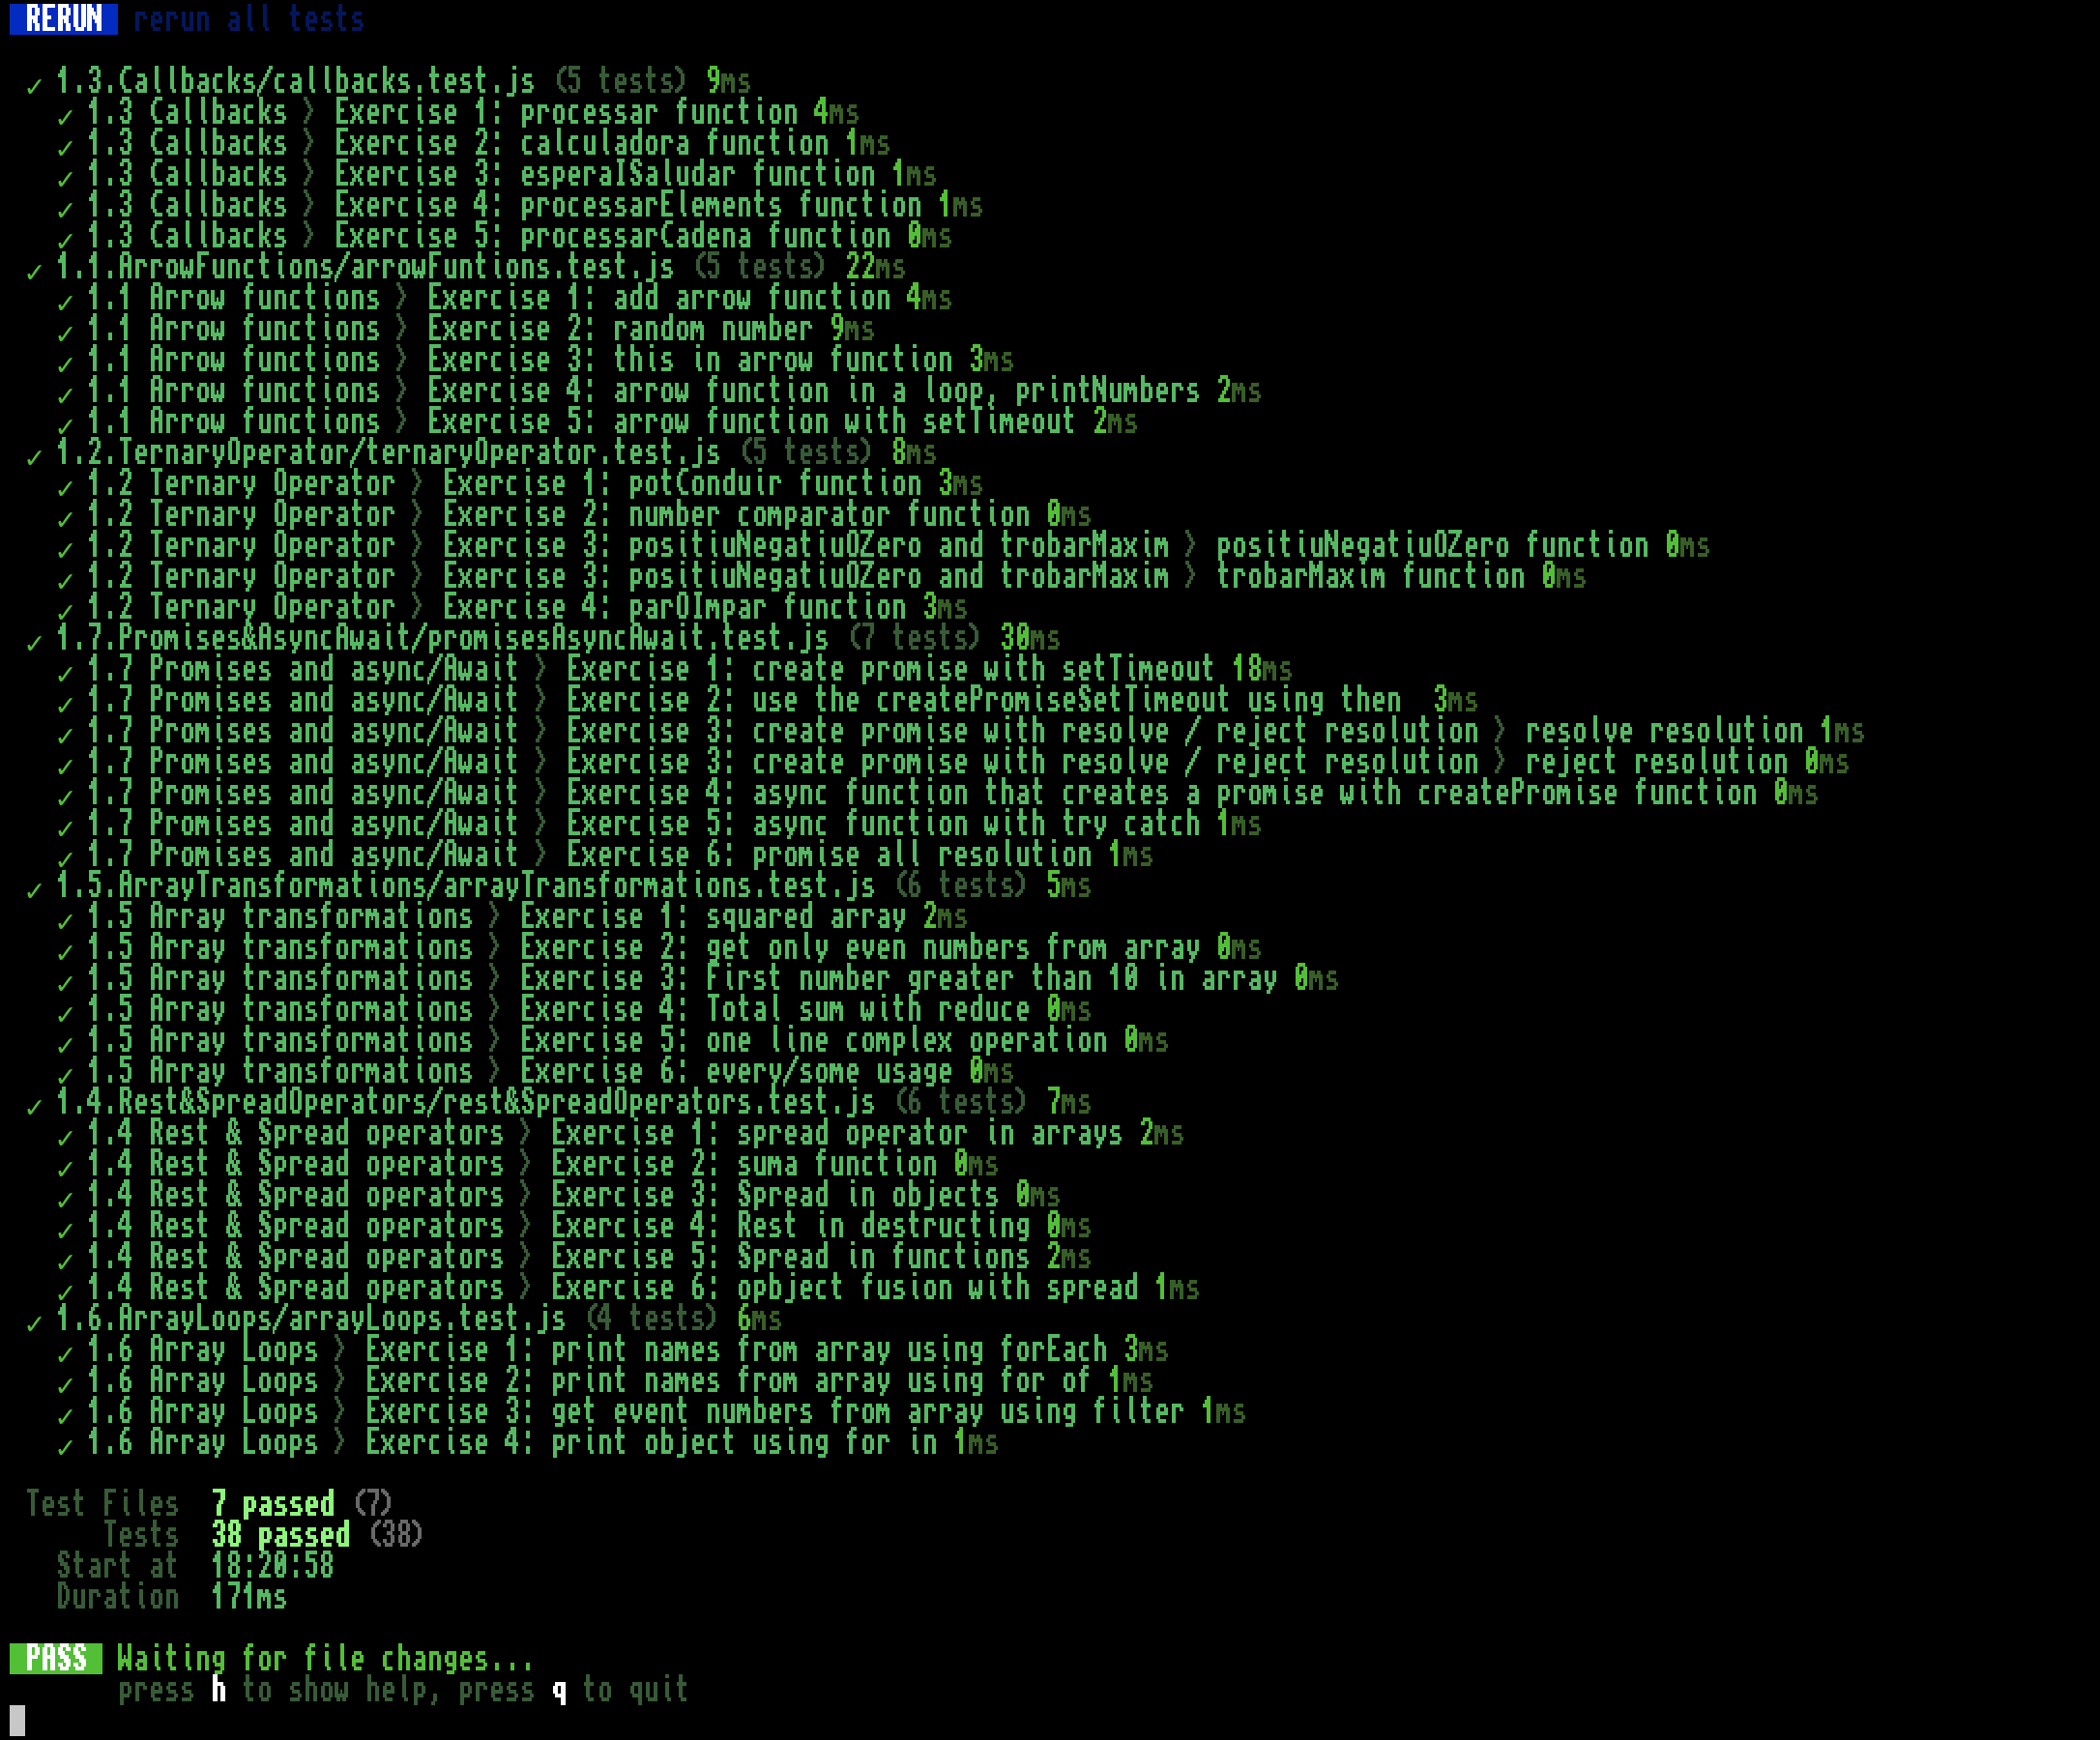 RERUN rerun all tests
✓ 1.3.Callbacks/callbacks.test.js (5 tests) 9ms
✓ 1.3 Callbacks > Exercise 1: processar function 4ms
✓ 1.3 Callbacks > Exercise 2: calculadora function 1ms
✓ 1.3 Callbacks > Exercise 3: esperaISaludar function 1ms
✓ 1.3 Callbacks > Exercise 4: processarElements function 1ms
✓ 1.3 Callbacks > Exercise 5: processarCadena function 0ms
✓ 1.1.ArrowFunctions/arrowFuntions.test.js (5 tests) 22ms
✓ 1.1 Arrow functions > Exercise 1: add arrow function 4ms
✓ 1.1 Arrow functions > Exercise 2: random number 9ms
✓ 1.1 Arrow functions > Exercise 3: this in arrow function 3ms
✓ 1.1 Arrow functions > Exercise 4: arrow function in a loop, printNumbers 2ms
✓ 1.1 Arrow functions > Exercise 5: arrow function with setTimeout 2ms
✓ 1.2.TernaryOperator/ternaryOperator.test.js (5 tests) 8ms
✓ 1.2 Ternary Operator > Exercise 1: potConduir function 3ms
✓ 1.2 Ternary Operator > Exercise 2: number comparator function 0ms
✓ 1.2 Ternary Operator > Exercise 3: positiuNegatiuOZero and trobarMaxim > positiuNegatiuOZero function 0ms
✓ 1.2 Ternary Operator > Exercise 3: positiuNegatiuOZero and trobarMaxim > trobarMaxim function 0ms
✓ 1.2 Ternary Operator > Exercise 4: parOImpar function 3ms
✓ 1.7.Promises&AsyncAwait/promisesAsyncAwait.test.js (7 tests) 30ms
✓ 1.7 Promises and async/Await > Exercise 1: create promise with setTimeout 18ms
✓ 1.7 Promises and async/Await > Exercise 2: use the createPromiseSetTimeout using then  3ms
✓ 1.7 Promises and async/Await > Exercise 3: create promise with resolve / reject resolution > resolve resolution 1ms
✓ 1.7 Promises and async/Await > Exercise 3: create promise with resolve / reject resolution > reject resolution 0ms
✓ 1.7 Promises and async/Await > Exercise 4: async function that creates a promise with createPromise function 0ms
✓ 1.7 Promises and async/Await > Exercise 5: async function with try catch 1ms
✓ 1.7 Promises and async/Await > Exercise 6: promise all resolution 1ms
✓ 1.5.ArrayTransformations/arrayTransformations.test.js (6 tests) 5ms
✓ 1.5 Array transformations > Exercise 1: squared array 2ms
✓ 1.5 Array transformations > Exercise 2: get only even numbers from array 0ms
✓ 1.5 Array transformations > Exercise 3: First number greater than 10 in array 0ms
✓ 1.5 Array transformations > Exercise 4: Total sum with reduce 0ms
✓ 1.5 Array transformations > Exercise 5: one line complex operation 0ms
✓ 1.5 Array transformations > Exercise 6: every/some usage 0ms
✓ 1.4.Rest&SpreadOperators/rest&SpreadOperators.test.js (6 tests) 7ms
✓ 1.4 Rest & Spread operators > Exercise 1: spread operator in arrays 2ms
✓ 1.4 Rest & Spread operators > Exercise 2: suma function 0ms
✓ 1.4 Rest & Spread operators > Exercise 3: Spread in objects 0ms
✓ 1.4 Rest & Spread operators > Exercise 4: Rest in destructing 0ms
✓ 1.4 Rest & Spread operators > Exercise 5: Spread in functions 2ms
✓ 1.4 Rest & Spread operators > Exercise 6: opbject fusion with spread 1ms
✓ 1.6.ArrayLoops/arrayLoops.test.js (4 tests) 6ms
✓ 1.6 Array Loops > Exercise 1: print names from array using forEach 3ms
✓ 1.6 Array Loops > Exercise 2: print names from array using for of 1ms
✓ 1.6 Array Loops > Exercise 3: get event numbers from array using filter 1ms
✓ 1.6 Array Loops > Exercise 4: print object using for in 1ms
Test Files 7 passed (7)
Tests 38 passed (38)
Start at 18:20:58
Duration 171ms
PASS Waiting for file changes...
press h to show help, press q to quit